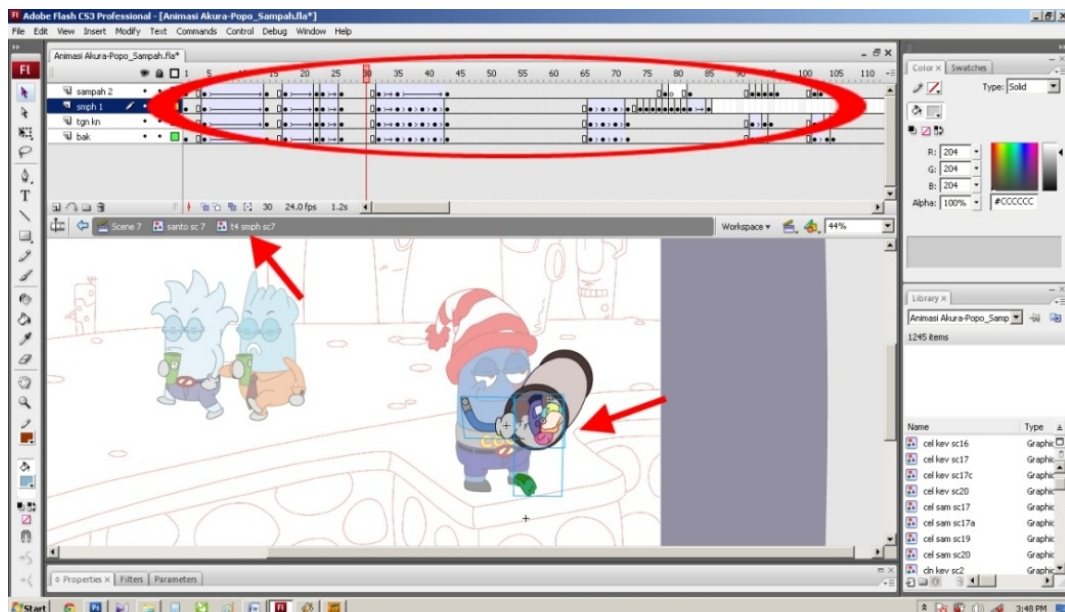 Adobe Flash CS3 Professional - [Animasi Akura-Popo_Sampah.fla*]
File Edit View Insert Modify Text Commands Control Debug Window Help
Animasi Akura-Popo_Sampah.fla*
1 5 10 15 20 25 30 35 40 45 50 55 60 65 70 75 80 85 90 95 100 105 110
sampah 2
smph 1
tgn kn
bak
30 24.0 fps 1.2s
Scene 7 santo sc 7 t4 smph sc7 Workspace 44%
Properties x Filters Parameters
Color x Swatches
Type: Solid
R: 204
G: 204
B: 204
Alpha: 100% #CCCCCC
Library x
Animasi Akura-Popo_Samp
1245 items
Name Type
cel kev sc16 Graphic
cel kev sc17 Graphic
cel kev sc17c Graphic
cel kev sc20 Graphic
cel sam sc17 Graphic
cel sam sc17a Graphic
cel sam sc19 Graphic
cel sam sc20 Graphic
dn kev sc2 Graphic
Start 3:48 PM